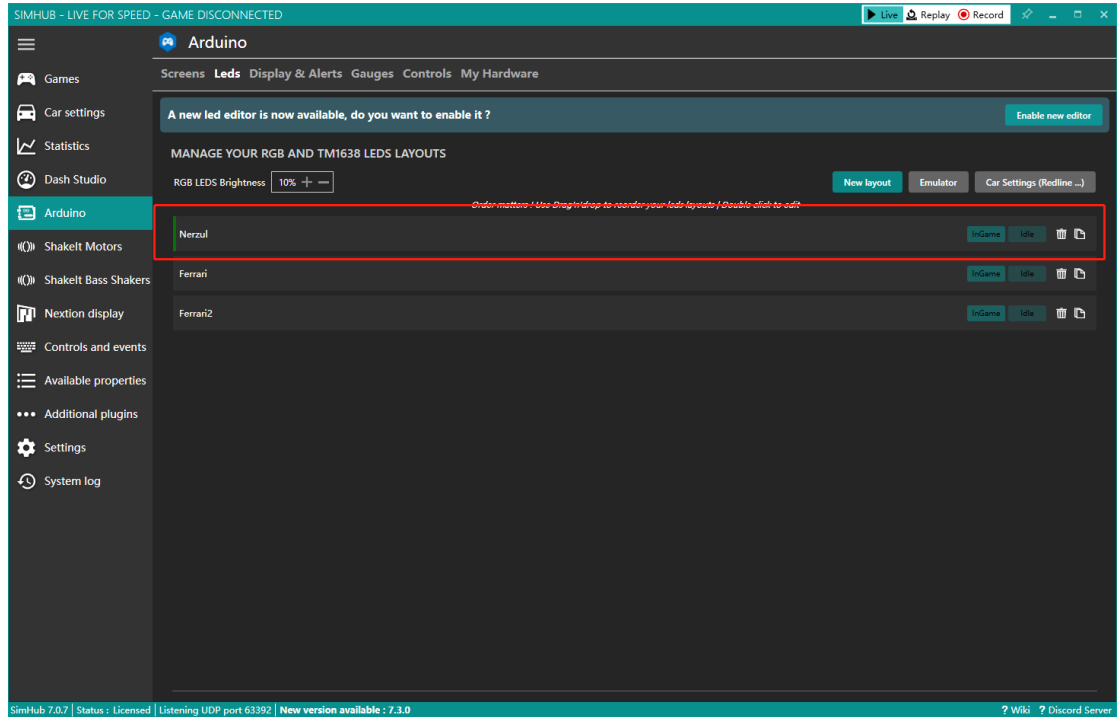 SIMHUB - LIVE FOR SPEED - GAME DISCONNECTED
Live Replay Record
Arduino
Games
Screens Leds Display & Alerts Gauges Controls My Hardware
Car settings
A new led editor is now available, do you want to enable it ?
Enable new editor
Statistics
MANAGE YOUR RGB AND TM1638 LEDS LAYOUTS
Dash Studio
RGB LEDS Brightness 10%
New layout Emulator Car Settings (Redline ...)
Arduino
Order matters ! Use Drag'n'drop to reorder your leds layouts / Double click to edit
Nerzul InGame Idle
ShakeIt Motors
Ferrari InGame Idle
ShakeIt Bass Shakers
Nextion display
Ferrari2 InGame Idle
Controls and events
Available properties
Additional plugins
Settings
System log
SimHub 7.0.7 Status : Licensed Listening UDP port 63392 New version available : 7.3.0
? Wiki ? Discord Server